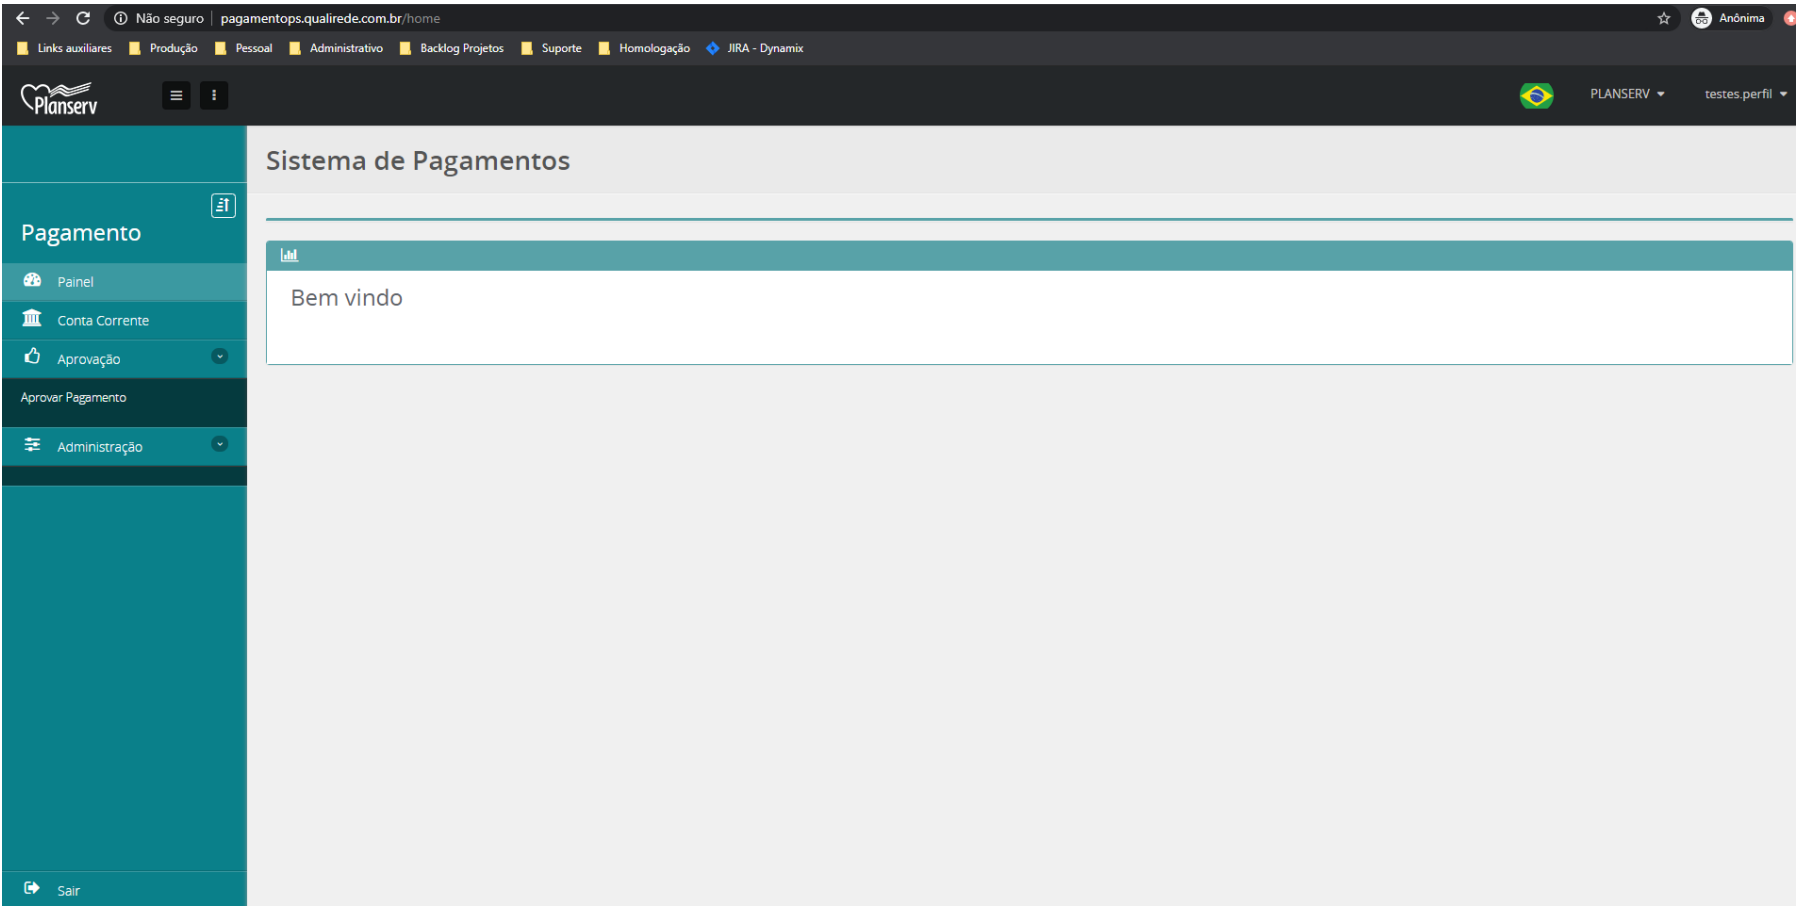 Não seguro | pagamentops.qualirede.com.br/home
Anônima
Links auxiliares Produção Pessoal Administrativo Backlog Projetos Suporte Homologação JIRA - Dynamix
Planserv
PLANSERV
testes.perfil
Sistema de Pagamentos
Pagamento
Painel
Bem vindo
Conta Corrente
Aprovação
Aprovar Pagamento
Administração
Sair